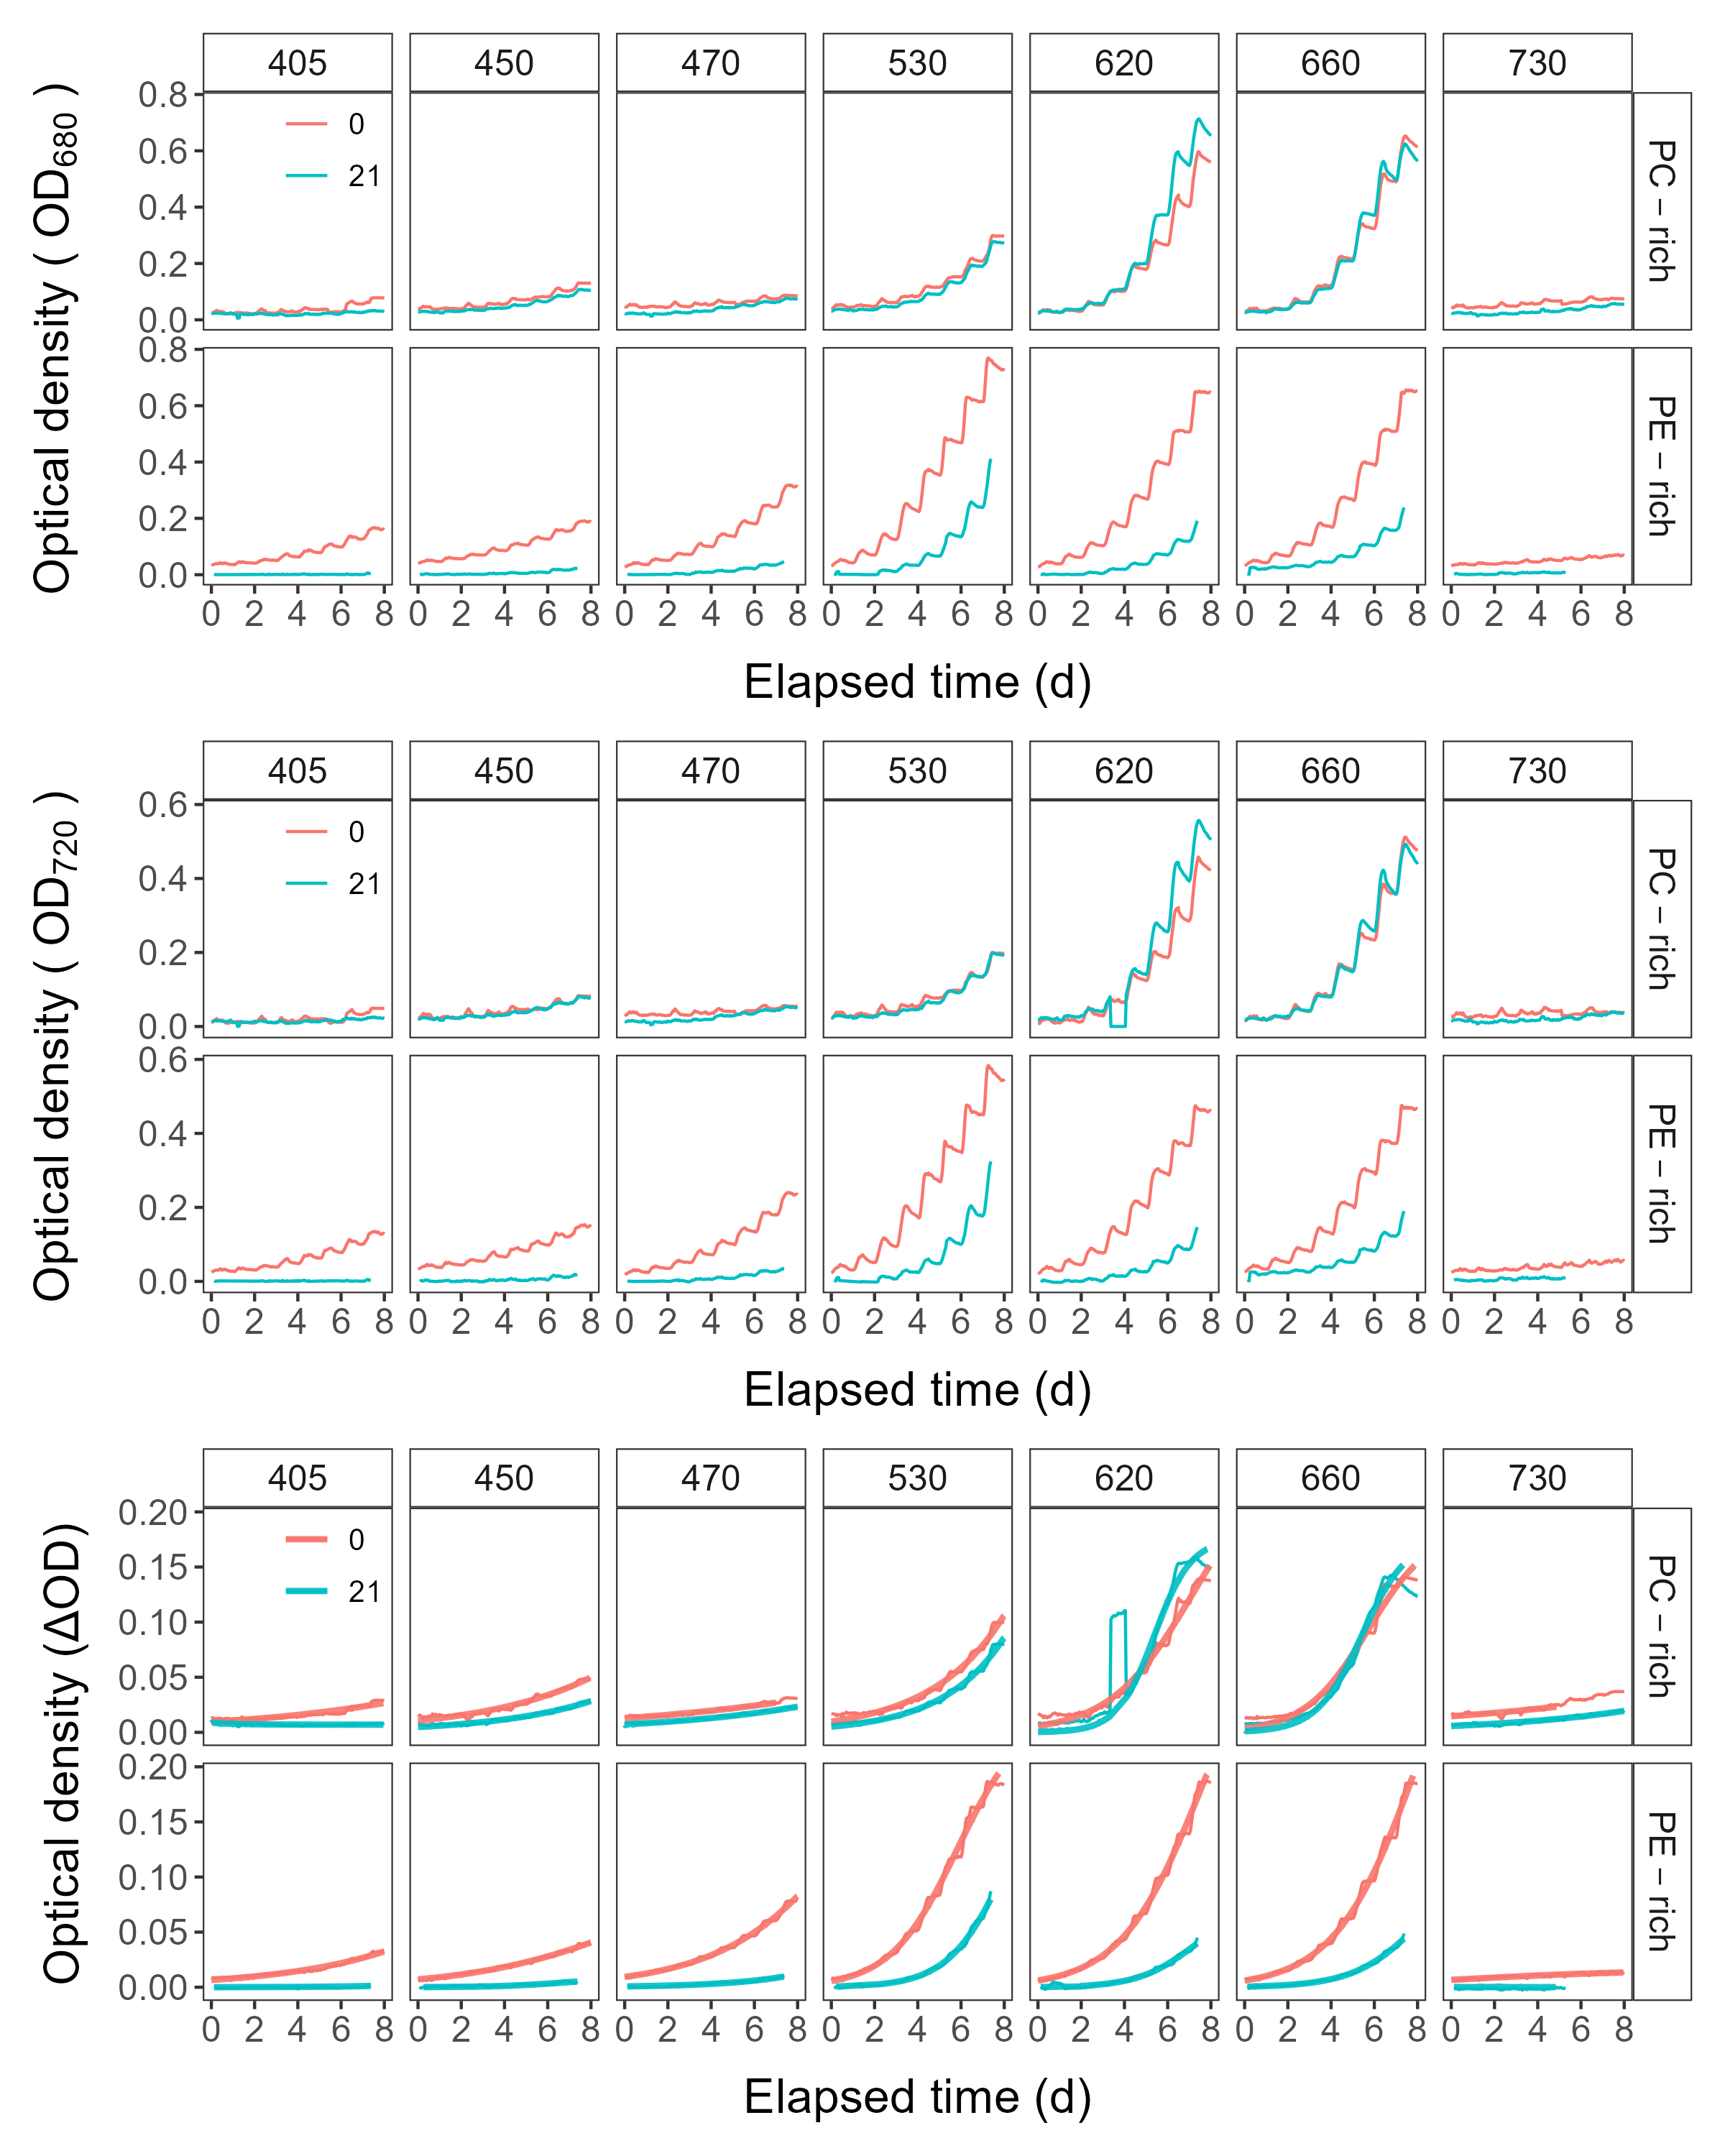 405 450 470 530 620 660 730
Optical density ( OD680 )
0.8
0.6
0.4
0.2
0.0
0
21
PC – rich
0.8
0.6
0.4
0.2
0.0
PE – rich
0 2 4 6 8 0 2 4 6 8 0 2 4 6 8 0 2 4 6 8 0 2 4 6 8 0 2 4 6 8 0 2 4 6 8
Elapsed time (d)
405 450 470 530 620 660 730
Optical density ( OD720 )
0.6
0.4
0.2
0.0
0
21
PC – rich
0.6
0.4
0.2
0.0
PE – rich
0 2 4 6 8 0 2 4 6 8 0 2 4 6 8 0 2 4 6 8 0 2 4 6 8 0 2 4 6 8 0 2 4 6 8
Elapsed time (d)
405 450 470 530 620 660 730
Optical density (ΔOD)
0.20
0.15
0.10
0.05
0.00
0
21
PC – rich
0.20
0.15
0.10
0.05
0.00
PE – rich
0 2 4 6 8 0 2 4 6 8 0 2 4 6 8 0 2 4 6 8 0 2 4 6 8 0 2 4 6 8 0 2 4 6 8
Elapsed time (d)